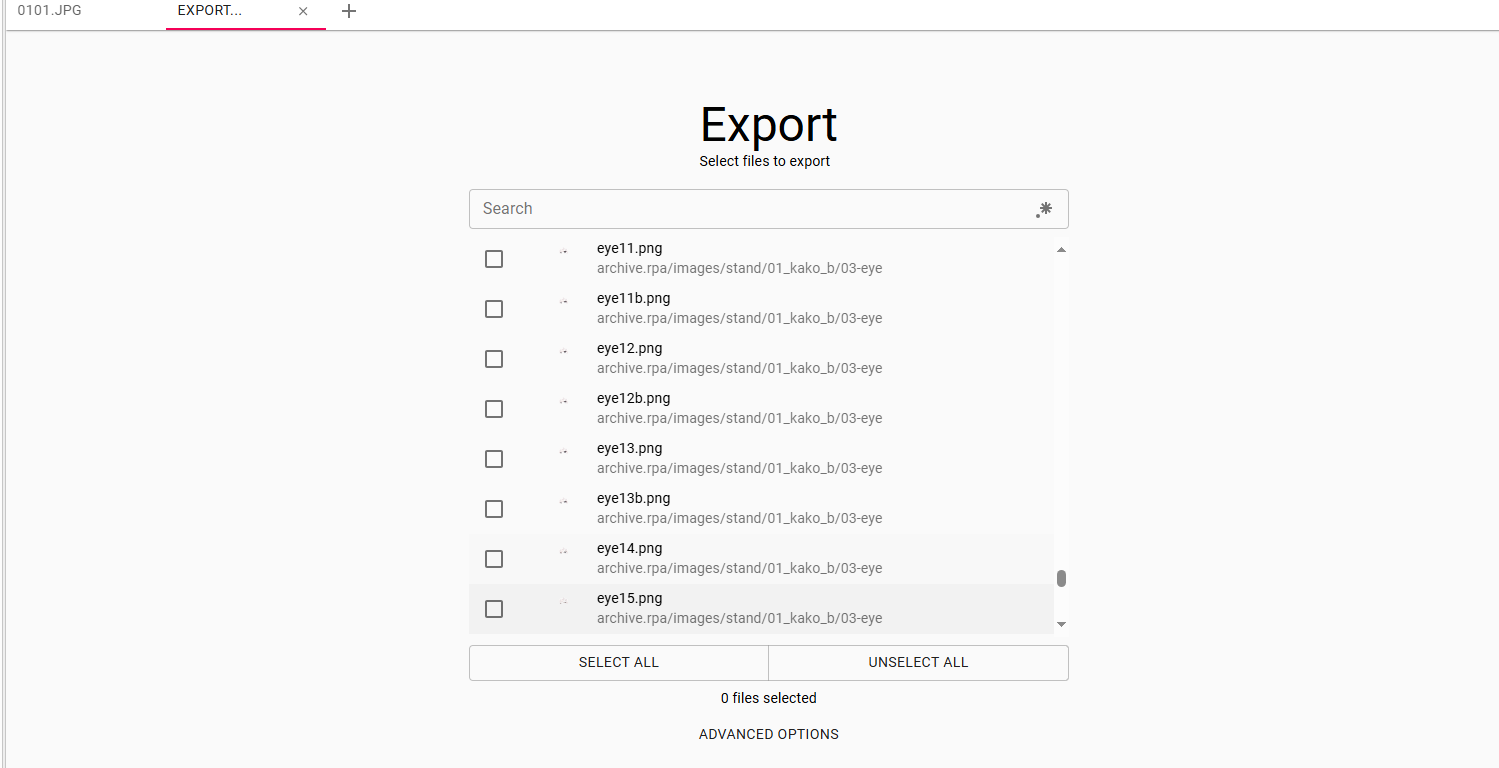 0101.JPG
EXPORT...
Export
Select files to export
Search
eye11.png
archive.rpa/images/stand/01_kako_b/03-eye
eye11b.png
archive.rpa/images/stand/01_kako_b/03-eye
eye12.png
archive.rpa/images/stand/01_kako_b/03-eye
eye12b.png
archive.rpa/images/stand/01_kako_b/03-eye
eye13.png
archive.rpa/images/stand/01_kako_b/03-eye
eye13b.png
archive.rpa/images/stand/01_kako_b/03-eye
eye14.png
archive.rpa/images/stand/01_kako_b/03-eye
eye15.png
archive.rpa/images/stand/01_kako_b/03-eye
SELECT ALL
UNSELECT ALL
0 files selected
ADVANCED OPTIONS